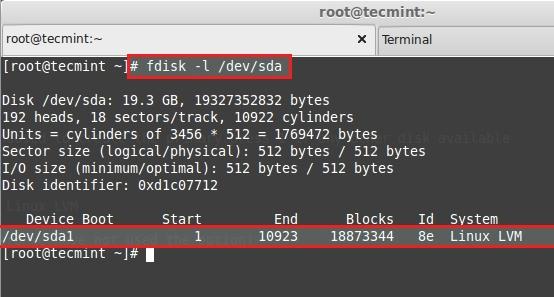 root@tecmint:~
root@tecmint:~ × Terminal
[root@tecmint ~]# fdisk -l /dev/sda
Disk /dev/sda: 19.3 GB, 19327352832 bytes
192 heads, 18 sectors/track, 10922 cylinders
Units = cylinders of 3456 * 512 = 1769472 bytes
Sector size (logical/physical): 512 bytes / 512 bytes
I/O size (minimum/optimal): 512 bytes / 512 bytes
Disk identifier: 0xd1c07712
Linux LVM
Device Boot Start End Blocks Id System
/dev/sda1 1 10923 18873344 8e Linux LVM
[root@tecmint ~]#